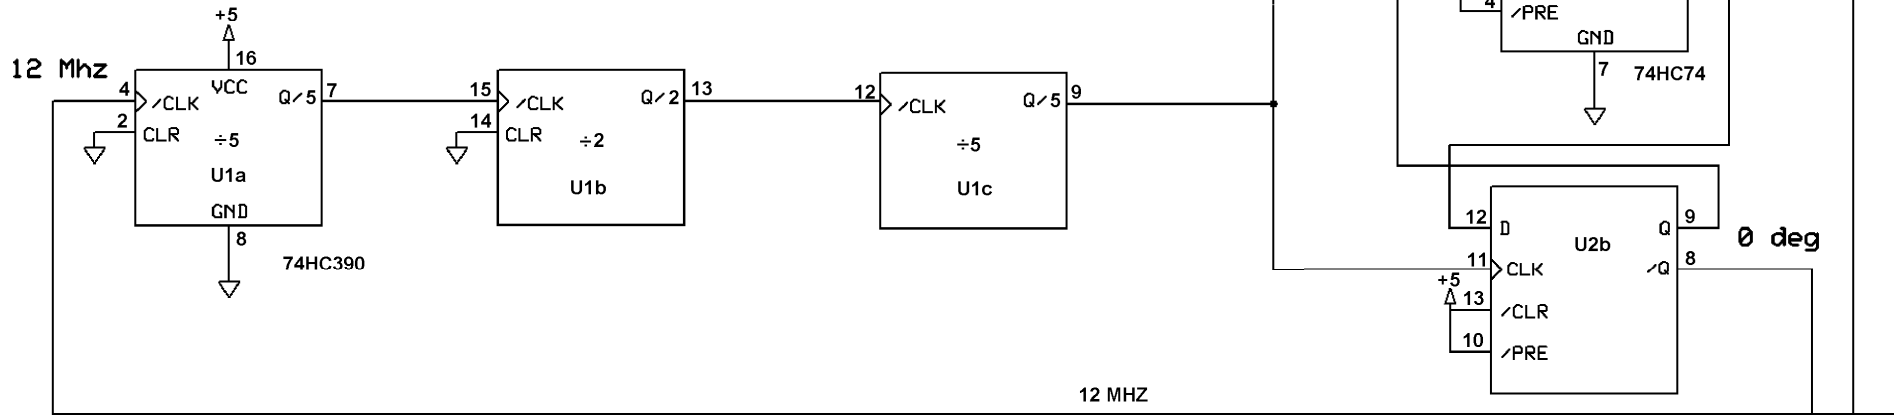 +5
16
12 Mhz
4
/CLK
VCC
Q/5
7
2
CLR
÷5
U1a
GND
8
74HC390
15
/CLK
Q/2
13
14
CLR
÷2
U1b
12
/CLK
Q/5
9
÷5
U1c
4
/PRE
GND
7
74HC74
12
D
Q
9
U2b
0 deg
11
CLK
/Q
8
+5
13
/CLR
10
/PRE
12 MHZ